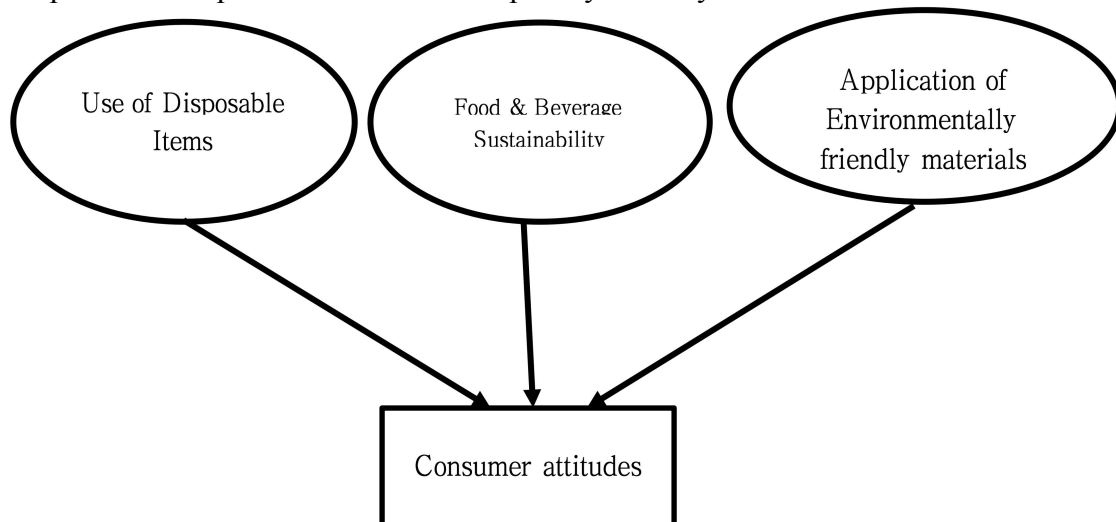 Use of Disposable
Items
Food & Beverage
Sustainability
Application of
Environmentally
friendly materials
Consumer attitudes